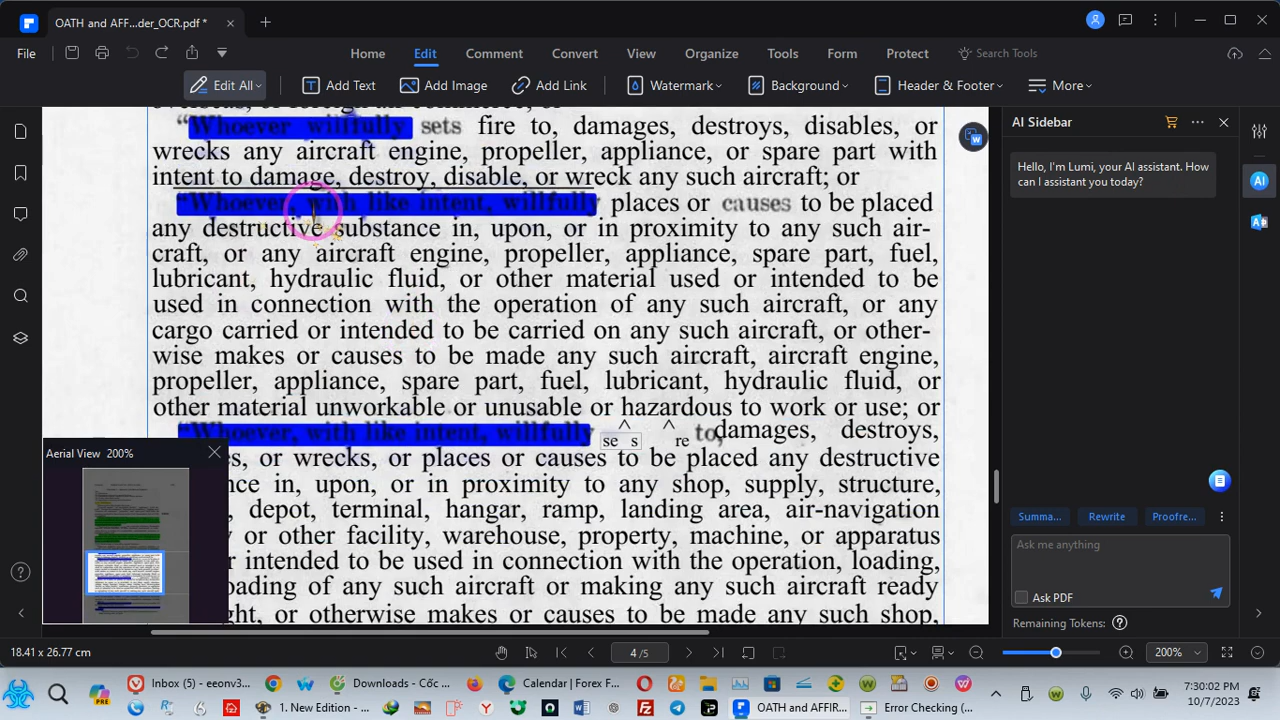 OATH and AFF...der_OCR.pdf *
File
Home
Edit
Comment
Convert
View
Organize
Tools
Form
Protect
Search Tools
Edit All
Add Text
Add Image
Add Link
Watermark
Background
Header & Footer
More
"Whoever willfully sets fire to, damages, destroys, disables, or
wrecks any aircraft engine, propeller, appliance, or spare part with
intent to damage, destroy, disable, or wreck any such aircraft; or
"Whoever, with like intent, willfully places or causes to be placed
any destructive substance in, upon, or in proximity to any such air-
craft, or any aircraft engine, propeller, appliance, spare part, fuel,
lubricant, hydraulic fluid, or other material used or intended to be
used in connection with the operation of any such aircraft, or any
cargo carried or intended to be carried on any such aircraft, or other-
wise makes or causes to be made any such aircraft, aircraft engine,
propeller, appliance, spare part, fuel, lubricant, hydraulic fluid, or
other material unworkable or unusable or hazardous to work or use; or
"Whoever, with like intent, willfully se^s ^re to, damages, destroys,
es, or wrecks, or places or causes to be placed any destructive
nce in, upon, or in proximity to any shop, supply, structure,
, depot, terminal, hangar, ramp, landing area, air-navigation
y or other facility, warehouse, property, machine, or apparatus
r intended to be used in connection with the operation, loading,
oading of any such aircraft or making any such aircraft ready
ght, or otherwise makes or causes to be made any such shop,
Aerial View 200%
AI Sidebar
Hello, I'm Lumi, your AI assistant. How
can I assistant you today?
Summa...
Rewrite
Proofre...
Ask me anything
Ask PDF
Remaining Tokens:
AI
18.41 x 26.77 cm
4 /5
200%
PRE
Inbox (5) - eeonv3...
Downloads - Cốc ...
Calendar | Forex F...
1. New Edition - ...
OATH and AFFIR...
Error Checking (...
7:30:02 PM
10/7/2023